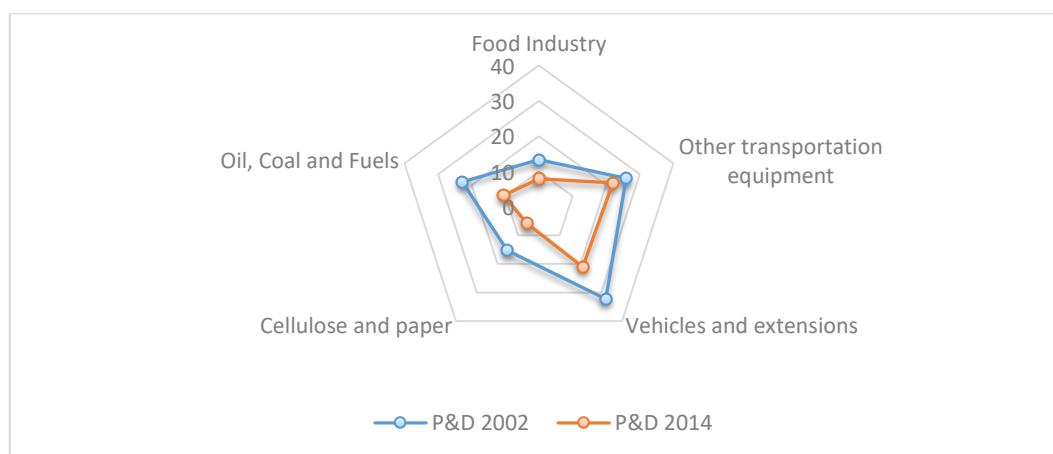 Food Industry
40
30
20
10
0
Other transportation
equipment
Vehicles and extensions
Cellulose and paper
Oil, Coal and Fuels
P&D 2002
P&D 2014